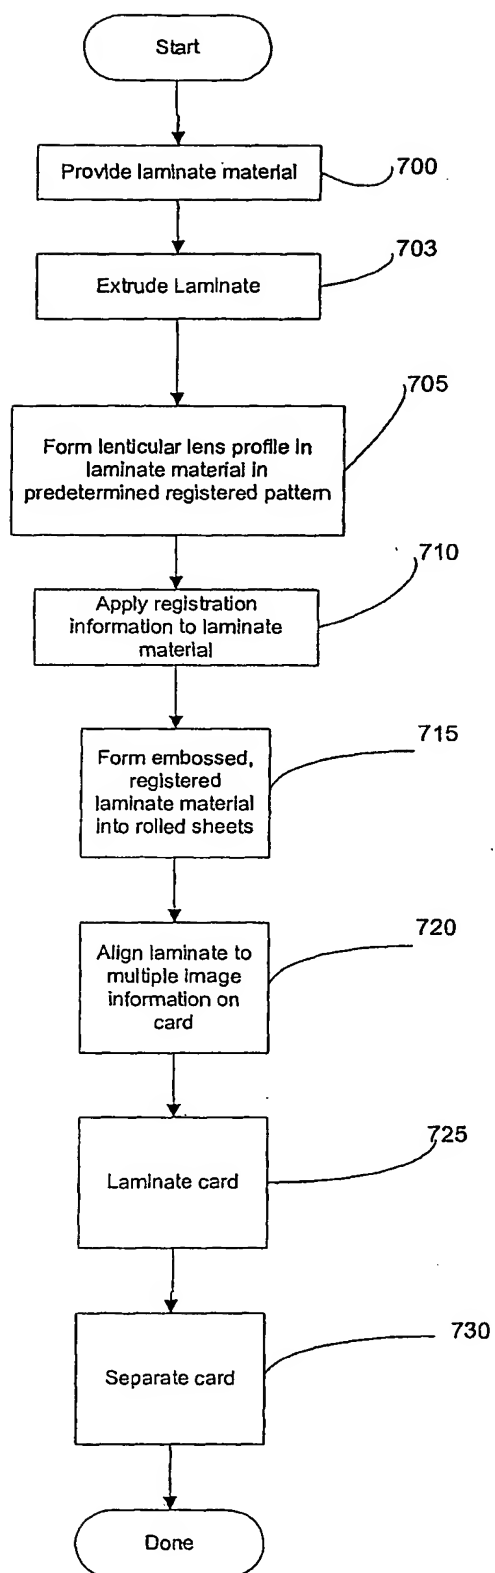 Start
Provide laminate material
700
Extrude Laminate
703
Form lenticular lens profile in
laminate material in
predetermined registered pattern
705
Apply registration
information to laminate
material
710
Form embossed,
registered
laminate material
into rolled sheets
715
Align laminate to
multiple image
information on
card
720
Laminate card
725
Separate card
730
Done